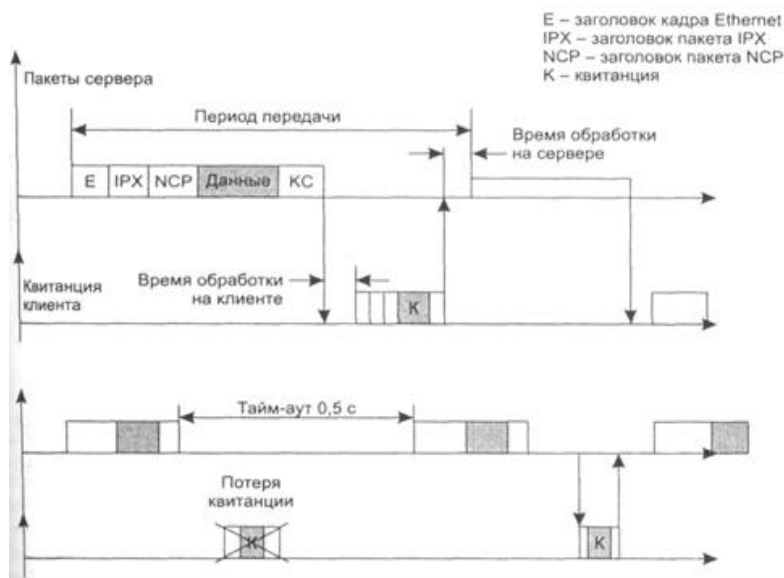 E – заголовок кадра Ethernet
IPX – заголовок пакета IPX
NCP – заголовок пакета NCP
К – квитанция
Пакеты сервера
Период передачи
Время обработки
на сервере
E IPX NCP Данные КС
Квитанция
клиента
Время обработки
на клиенте
К
Тайм-аут 0,5 с
Потеря
квитанции
К
К